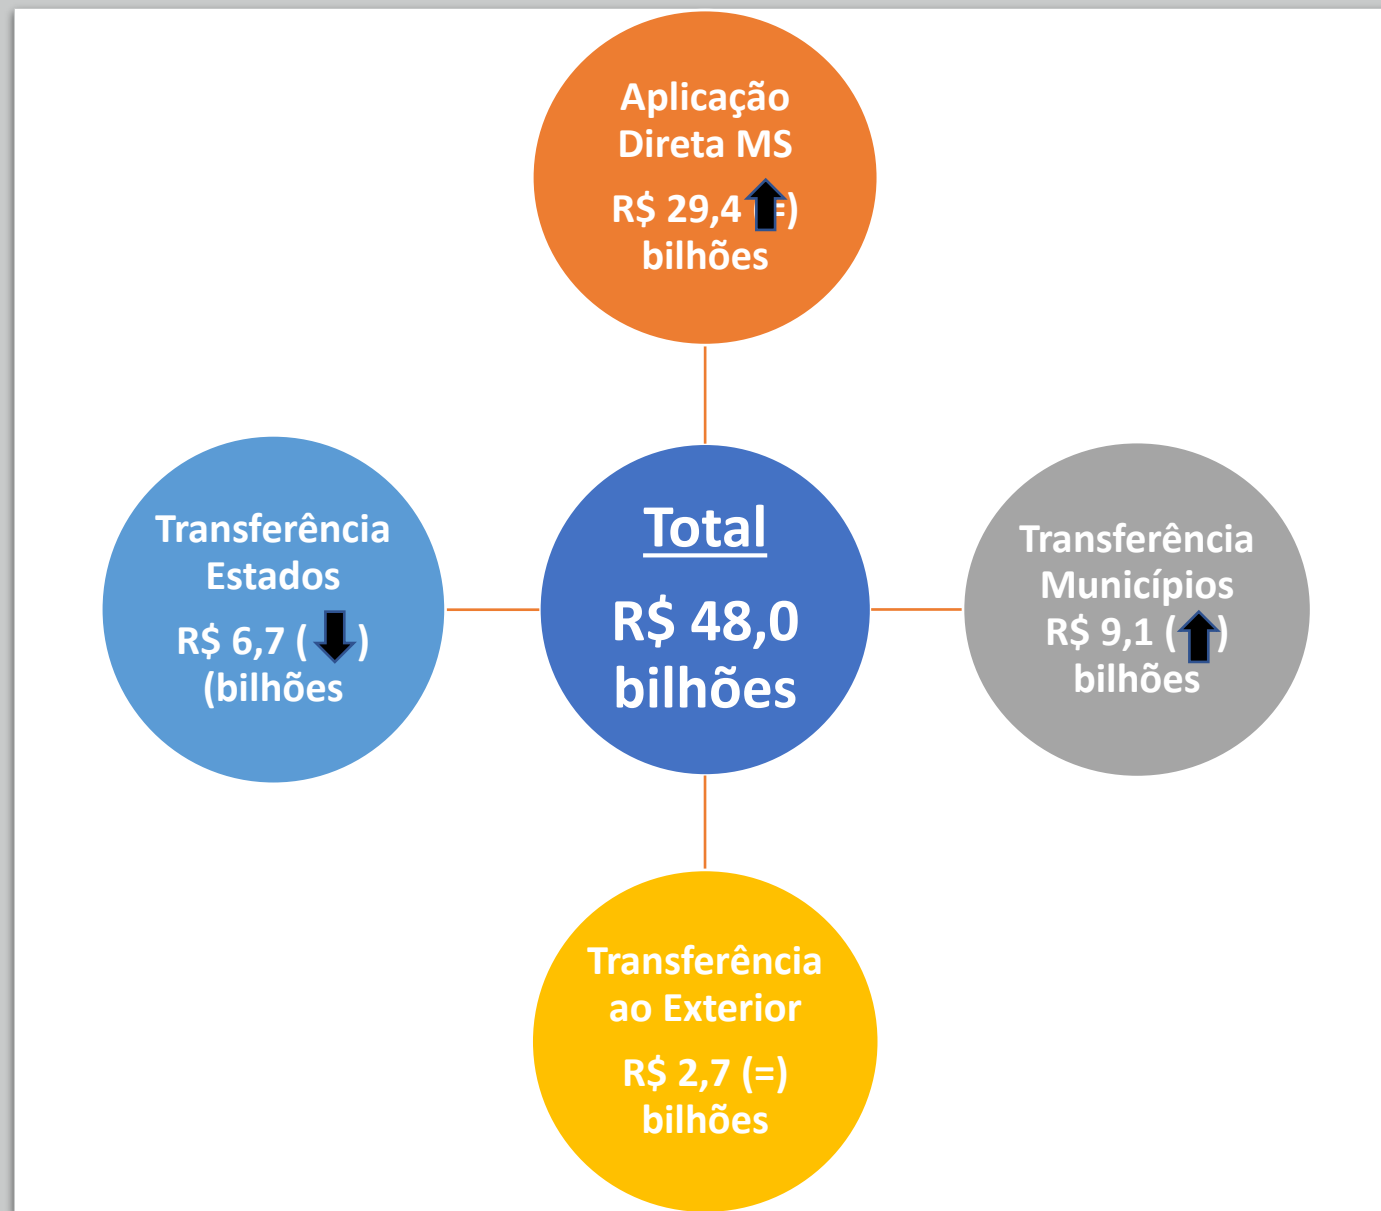 Aplicação
Direta MS
R$ 29,4 (=)
bilhões
Transferência
Estados
R$ 6,7 ( )
(bilhões
Total
R$ 48,0
bilhões
Transferência
Municípios
R$ 9,1 ( )
bilhões
Transferência
ao Exterior
R$ 2,7 (=)
bilhões